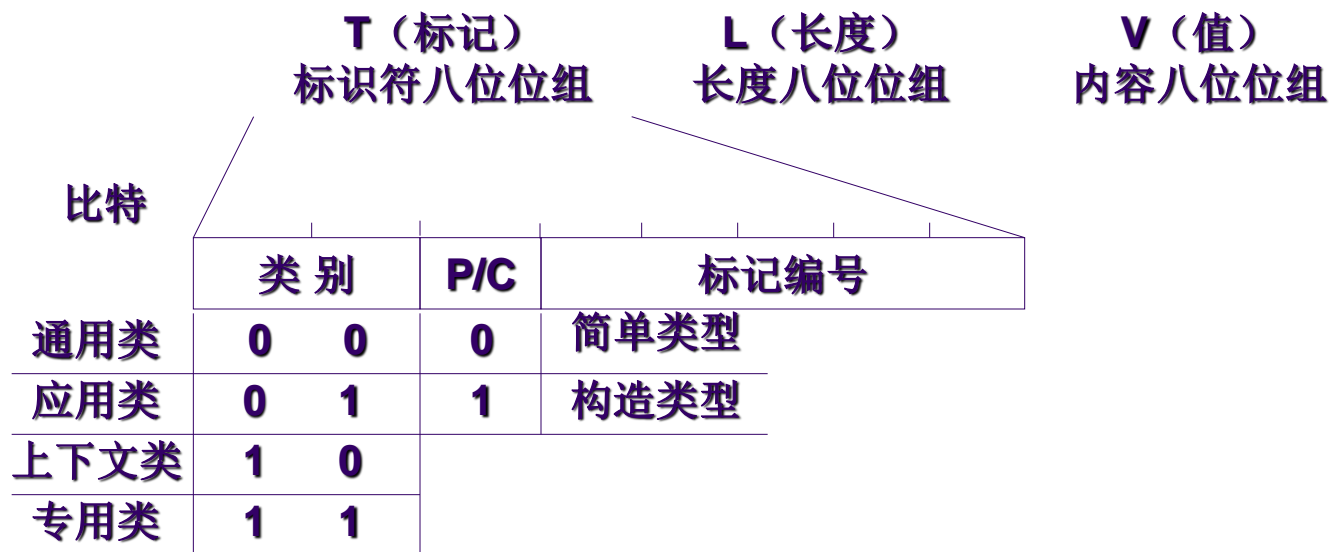 T（标记） L（长度） V（值）
标识符八位位组 长度八位位组 内容八位位组
比特
类别 P/C 标记编号
通用类 0 0 0 简单类型
应用类 0 1 1 构造类型
上下文类 1 0
专用类 1 1